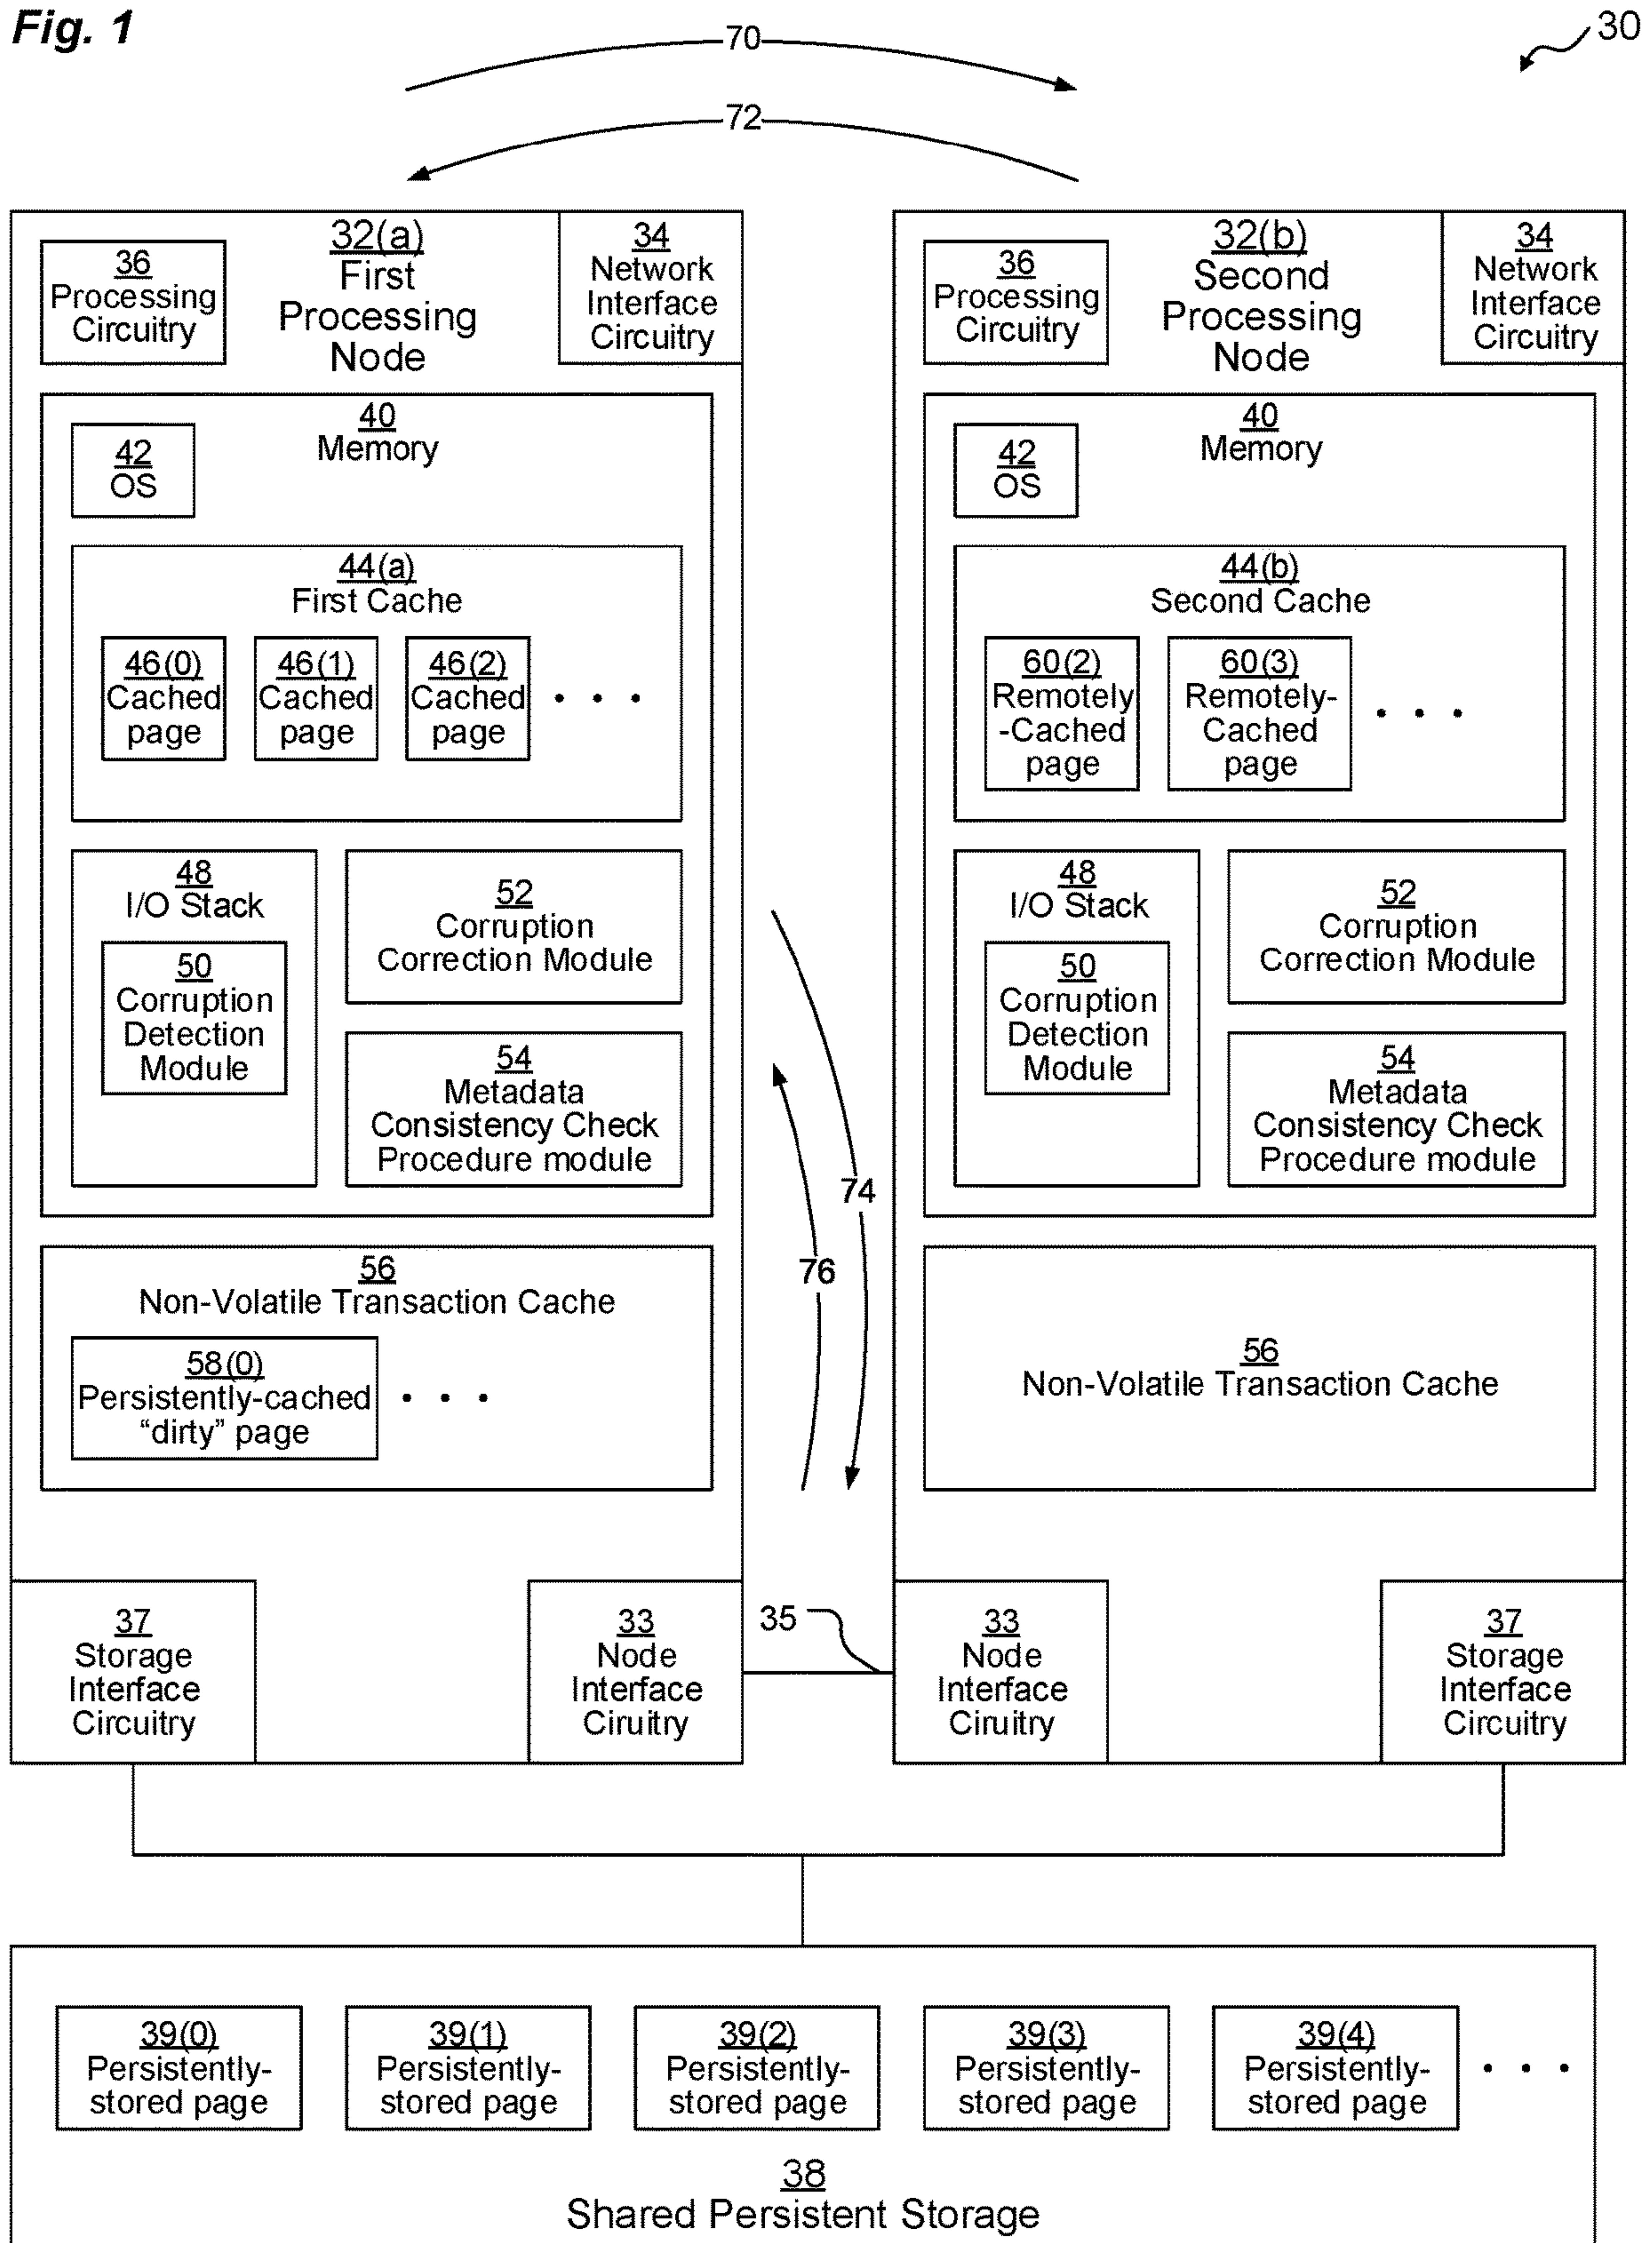 Fig. 1
30
70
72
32(a)
First
Processing
Node
36
Processing
Circuitry
34
Network
Interface
Circuitry
40
Memory
42
OS
44(a)
First Cache
46(0)
Cached
page
46(1)
Cached
page
46(2)
Cached
page
. . .
48
I/O Stack
50
Corruption
Detection
Module
52
Corruption
Correction Module
54
Metadata
Consistency Check
Procedure module
56
Non-Volatile Transaction Cache
58(0)
Persistently-cached
“dirty” page
. . .
37
Storage
Interface
Circuitry
33
Node
Interface
Ciruitry
74
76
35
32(b)
Second
Processing
Node
36
Processing
Circuitry
34
Network
Interface
Circuitry
40
Memory
42
OS
44(b)
Second Cache
60(2)
Remotely
-Cached
page
60(3)
Remotely-
Cached
page
. . .
48
I/O Stack
50
Corruption
Detection
Module
52
Corruption
Correction Module
54
Metadata
Consistency Check
Procedure module
56
Non-Volatile Transaction Cache
33
Node
Interface
Ciruitry
37
Storage
Interface
Circuitry
39(0)
Persistently-
stored page
39(1)
Persistently-
stored page
39(2)
Persistently-
stored page
39(3)
Persistently-
stored page
39(4)
Persistently-
stored page
. . .
38
Shared Persistent Storage